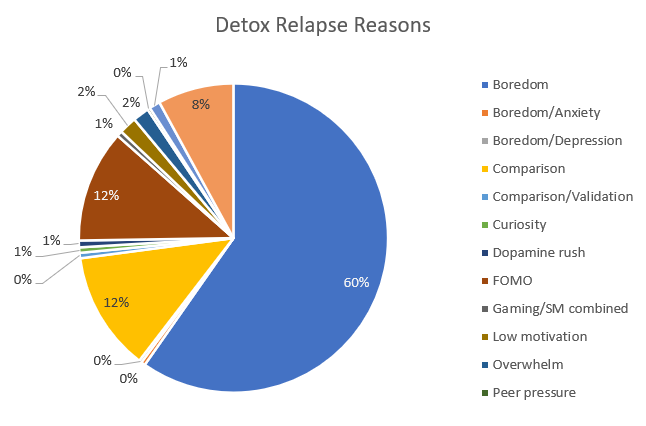 Detox Relapse Reasons
0%
1%
2%
2%
1%
8%
12%
1%
1%
0%
12%
0%
0%
60%
Boredom
Boredom/Anxiety
Boredom/Depression
Comparison
Comparison/Validation
Curiosity
Dopamine rush
FOMO
Gaming/SM combined
Low motivation
Overwhelm
Peer pressure